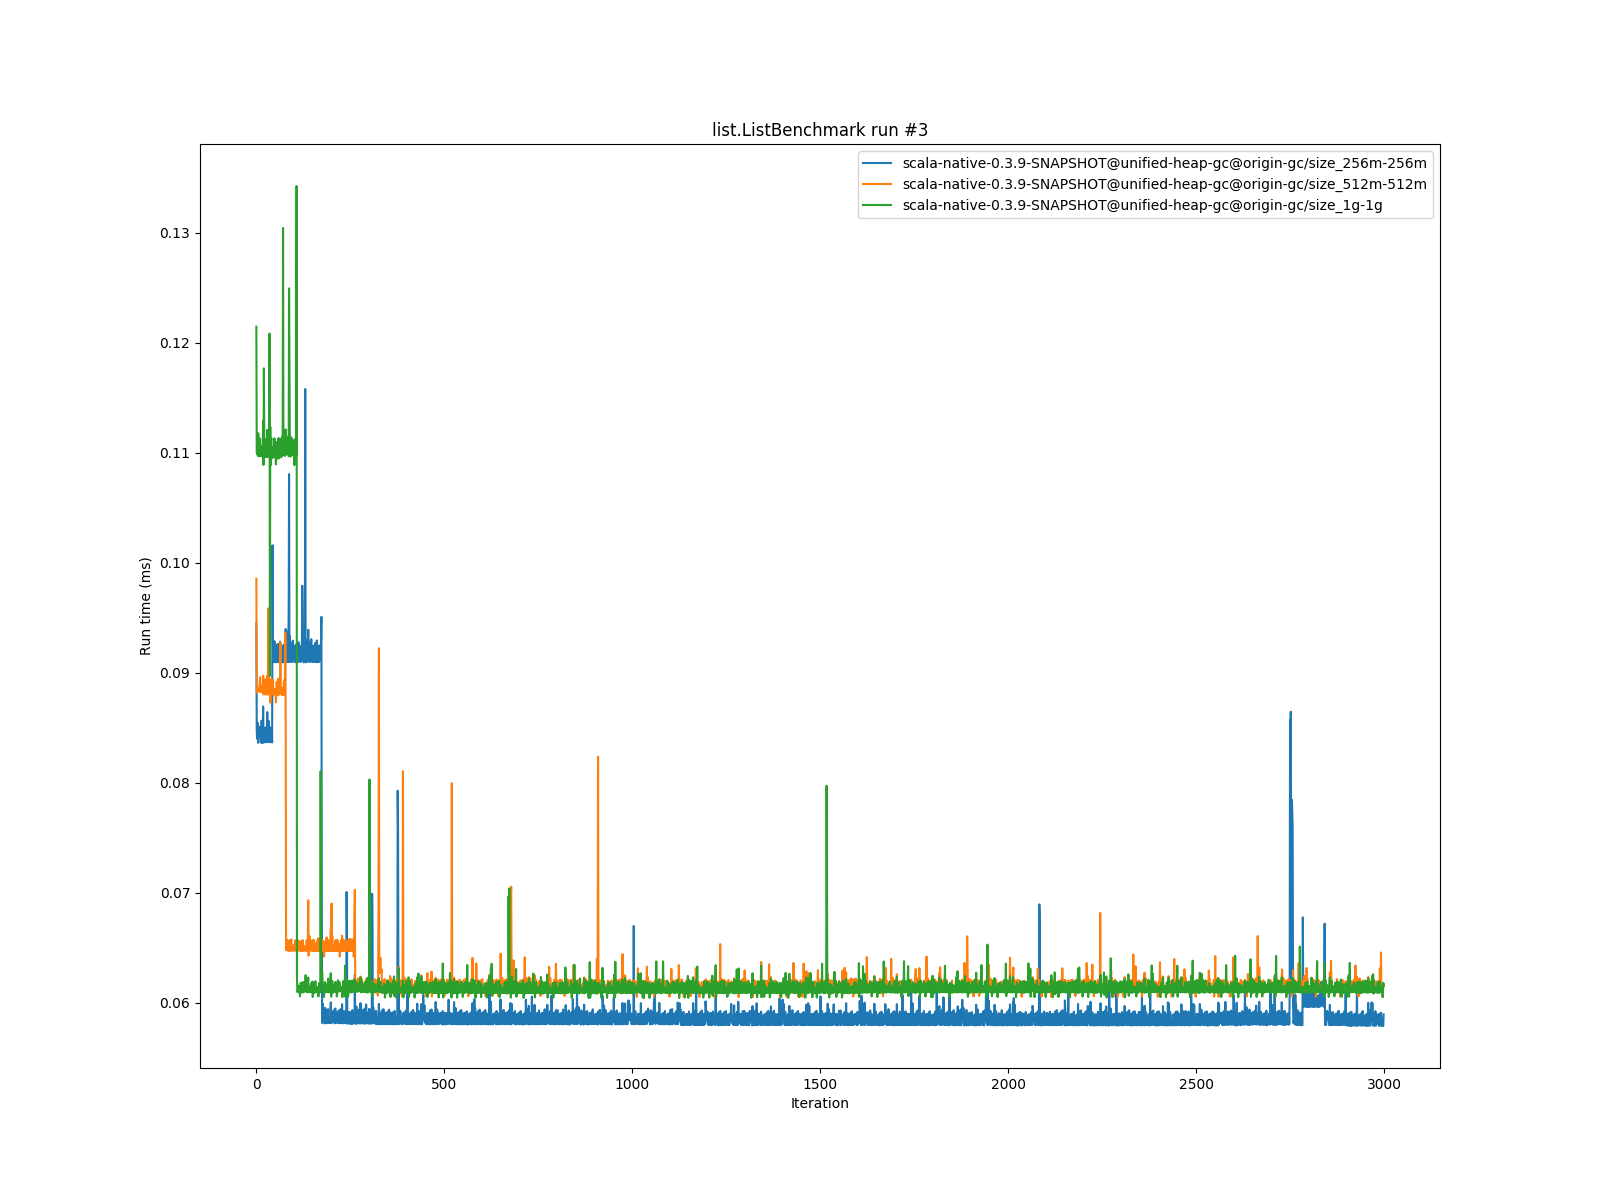 list.ListBenchmark run #3
scala-native-0.3.9-SNAPSHOT@unified-heap-gc@origin-gc/size_256m-256m
scala-native-0.3.9-SNAPSHOT@unified-heap-gc@origin-gc/size_512m-512m
scala-native-0.3.9-SNAPSHOT@unified-heap-gc@origin-gc/size_1g-1g
0.13
0.12
0.11
0.10
0.09
0.08
0.07
0.06
Run time (ms)
0 500 1000 1500 2000 2500 3000
Iteration